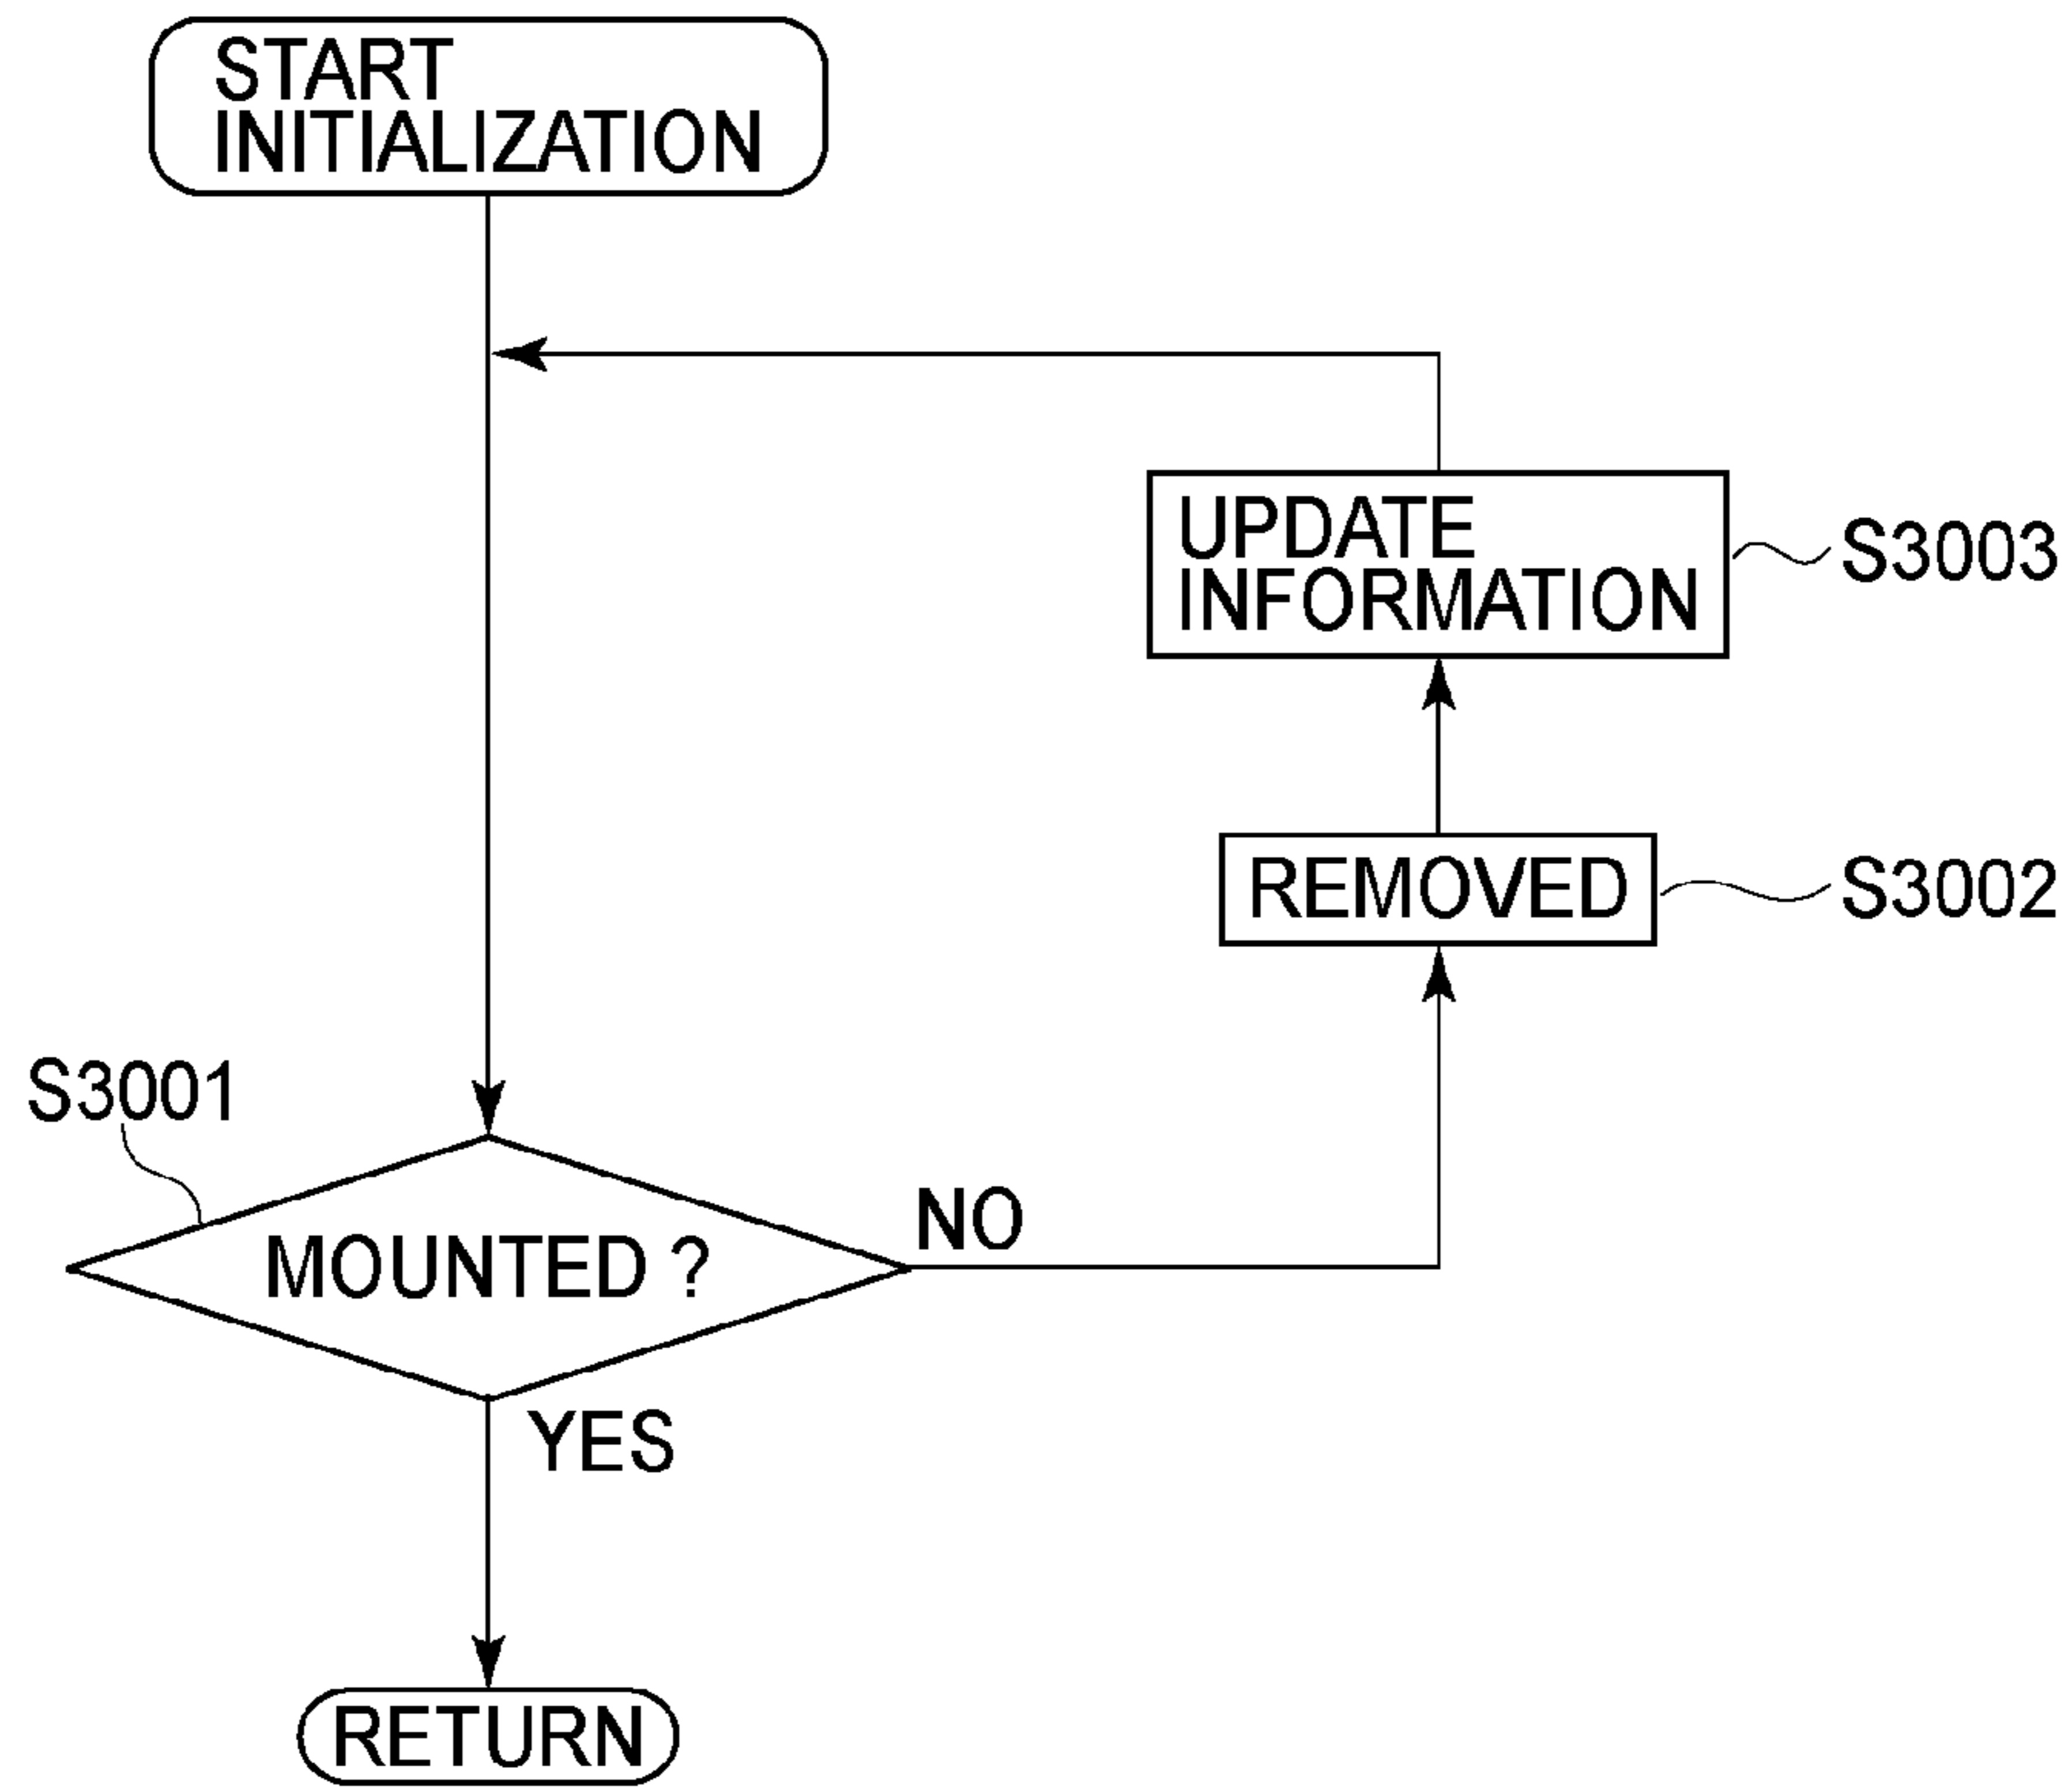 START
INITIALIZATION
UPDATE
INFORMATION
S3003
REMOVED
S3002
S3001
MOUNTED ?
NO
YES
RETURN